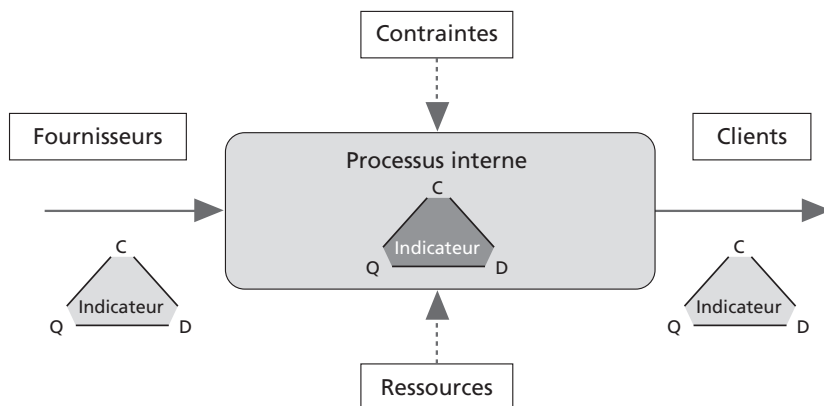 Contraintes
Fournisseurs
Clients
Processus interne
C
Indicateur
Q
D
C
Indicateur
Q
D
C
Indicateur
Q
D
Ressources